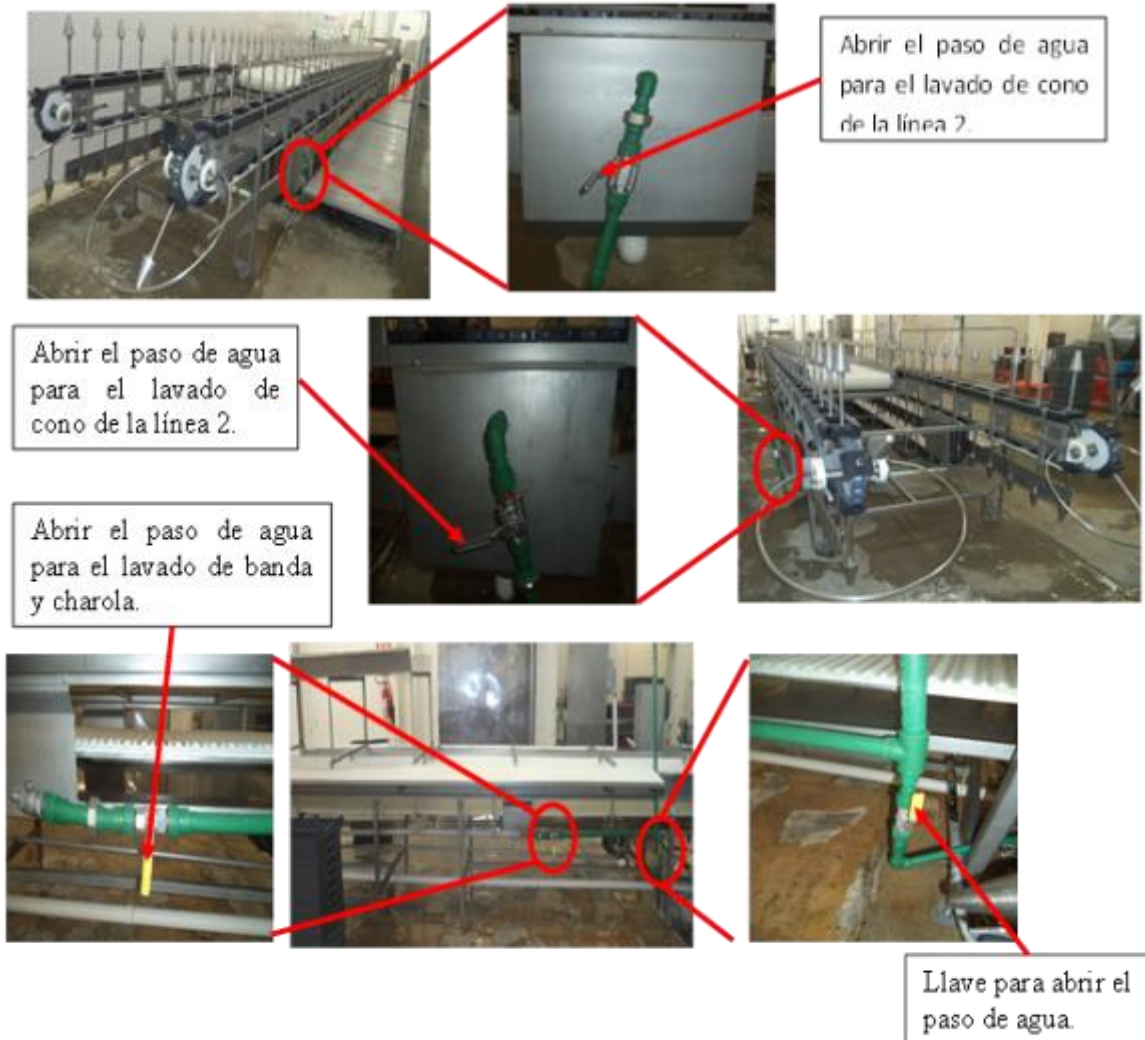 Abrir el paso de agua
para el lavado de cono
de la línea 2.
Abrir el paso de agua
para el lavado de
cono de la línea 2.
Abrir el paso de agua
para el lavado de banda
y charola.
Llave para abrir el
paso de agua.